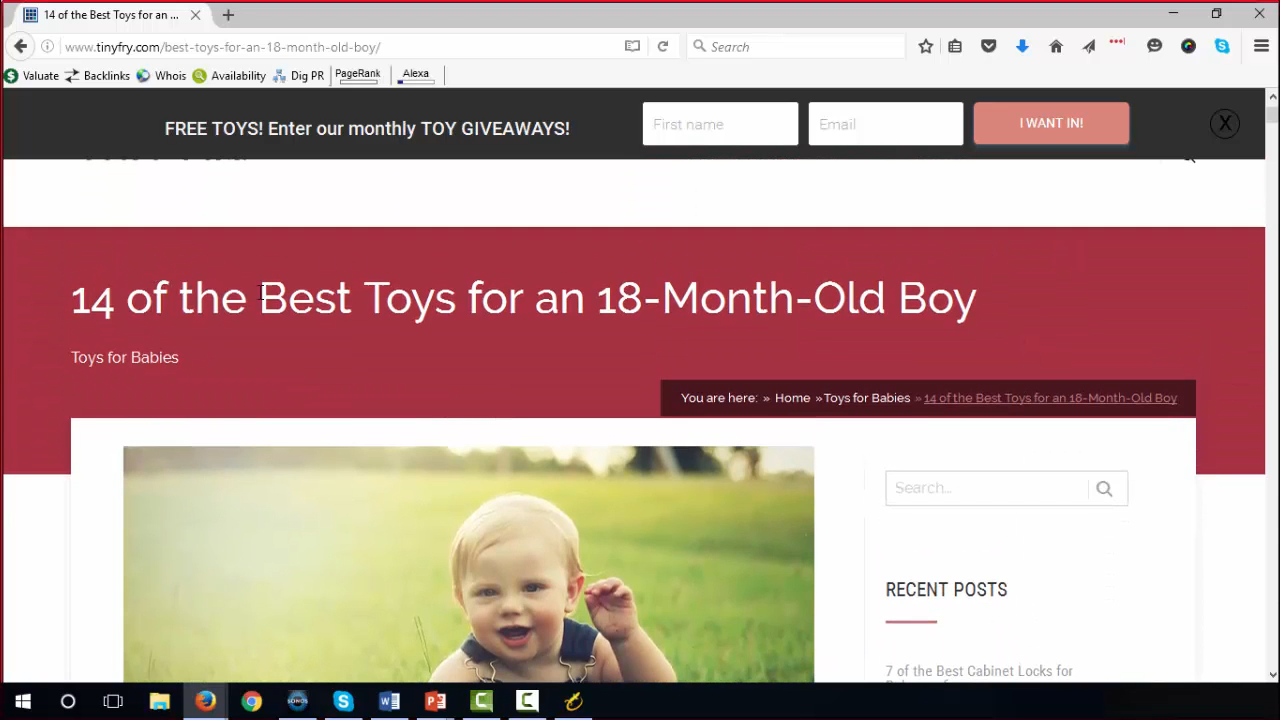 14 of the Best Toys for an ...
www.tinyfry.com/best-toys-for-an-18-month-old-boy/
Search
Valuate Backlinks Whois Availability Dig PR PageRank Alexa
FREE TOYS! Enter our monthly TOY GIVEAWAYS!
First name
Email
I WANT IN!
X
14 of the Best Toys for an 18-Month-Old Boy
Toys for Babies
You are here: » Home » Toys for Babies » 14 of the Best Toys for an 18-Month-Old Boy
Search...
RECENT POSTS
7 of the Best Cabinet Locks for
SONOS